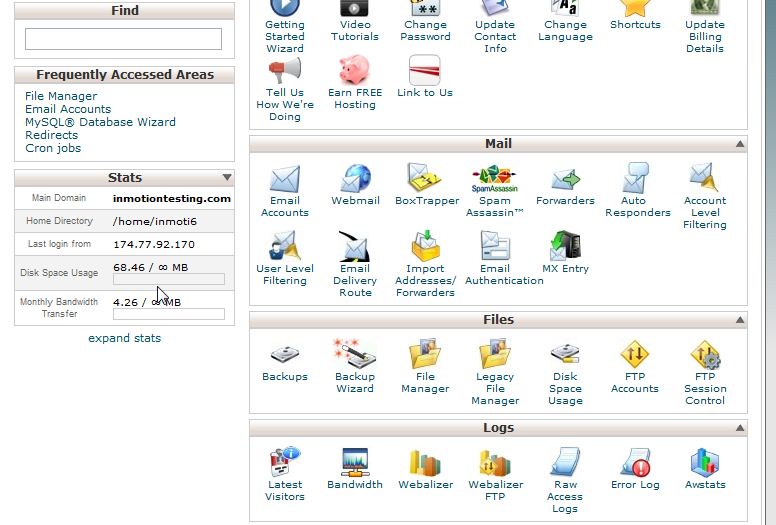 Find
Frequently Accessed Areas
File Manager
Email Accounts
MySQL® Database Wizard
Redirects
Cron jobs
Stats
Main Domain inmotiontesting.com
Home Directory /home/inmoti6
Last login from 174.77.92.170
Disk Space Usage 68.46 / ∞ MB
Monthly Bandwidth
Transfer
4.26 / ∞ MB
expand stats
Getting
Started
Wizard
Video
Tutorials
Change
Password
Update
Contact
Info
Change
Language
Shortcuts
Update
Billing
Details
Tell Us
How We're
Doing
Earn FREE
Hosting
Link to Us
Mail
Email
Accounts
Webmail
BoxTrapper
SpamAssassin
Spam
Assassin™
Forwarders
Auto
Responders
Account
Level
Filtering
User Level
Filtering
Email
Delivery
Route
Import
Addresses/
Forwarders
Email
Authentication
MX Entry
Files
Backups
Backup
Wizard
File
Manager
Legacy
File
Manager
Disk
Space
Usage
FTP
Accounts
FTP
Session
Control
Logs
Latest
Visitors
Bandwidth
Webalizer
Webalizer
FTP
Raw
Access
Logs
Error Log
Awstats